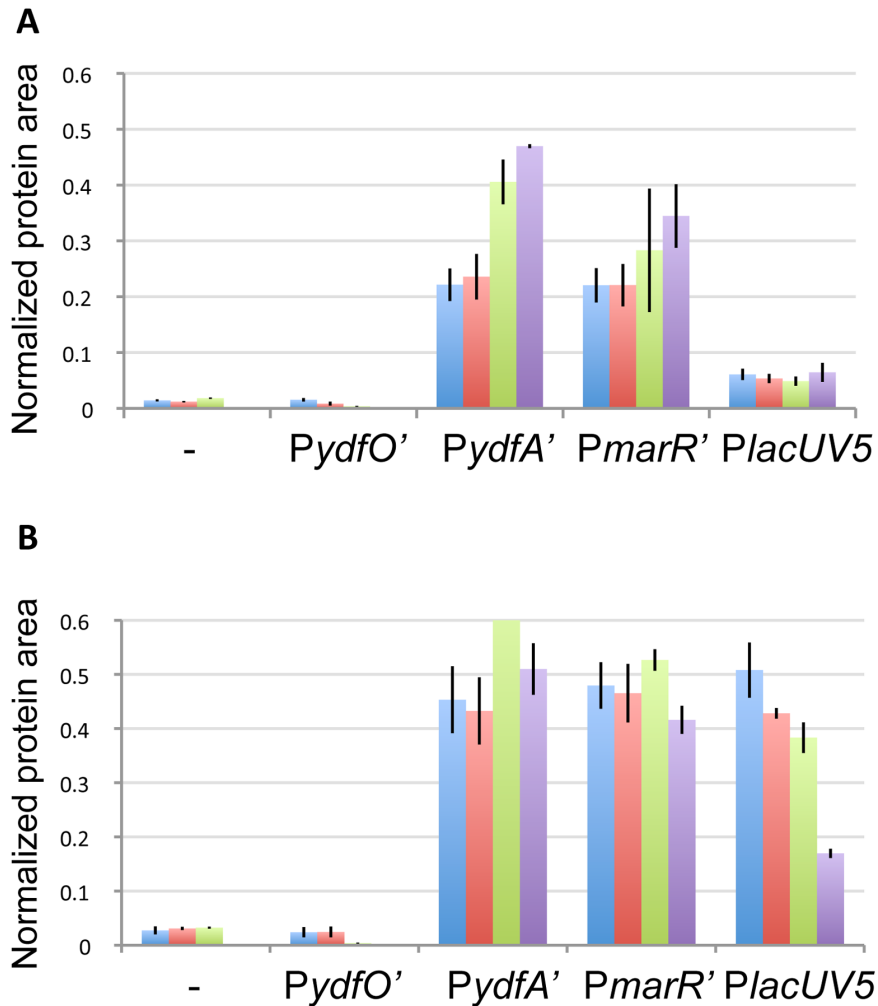 A
Normalized protein area
0.6
0.5
0.4
0.3
0.2
0.1
0
- PydfO’ PydfA’ PmarR’ PlacUV5
B
Normalized protein area
0.6
0.5
0.4
0.3
0.2
0.1
0
- PydfO’ PydfA’ PmarR’ PlacUV5